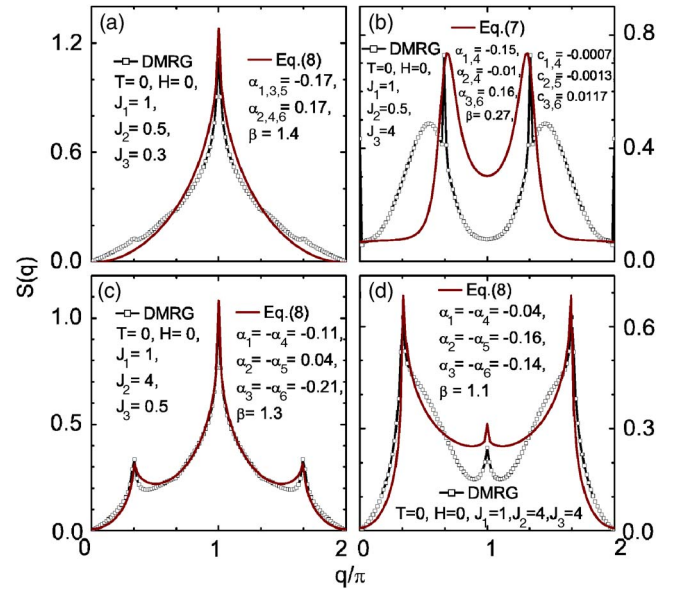 (a)
1.2
0.6
0.0
DMRG
T=0, H=0,
J₁= 1,
J₂= 0.5,
J₃= 0.3
Eq.(8)
α₁,₃,₅= -0.17,
α₂,₄,₆= 0.17,
β = 1.4
(b)
DMRG
T=0, H=0,
J₁=1,
J₂=0.5,
J₃=4
Eq.(7)
α₁,₄= -0.15,
α₂,₄= -0.01,
α₃,₆= 0.16,
β= 0.27,
c₁,₄= -0.0007
c₂,₅= -0.0013
c₃,₆= 0.0117
0.8
0.4
0.0
S(q)
(c)
1.0
0.5
0.0
DMRG
T= 0, H= 0,
J₁= 1,
J₂= 4,
J₃= 0.5
Eq.(8)
α₁= -α₄= -0.11,
α₂= -α₅= 0.04,
α₃= -α₆= -0.21,
β= 1.3
0 1 2
(d)
Eq.(8)
α₁= -α₄= -0.04,
α₂= -α₅= -0.16,
α₃= -α₆= -0.14,
β= 1.1
DMRG
T=0, H=0, J₁=1,J₂=4,J₃=4
0.6
0.3
0.0
0 1 2
q/π